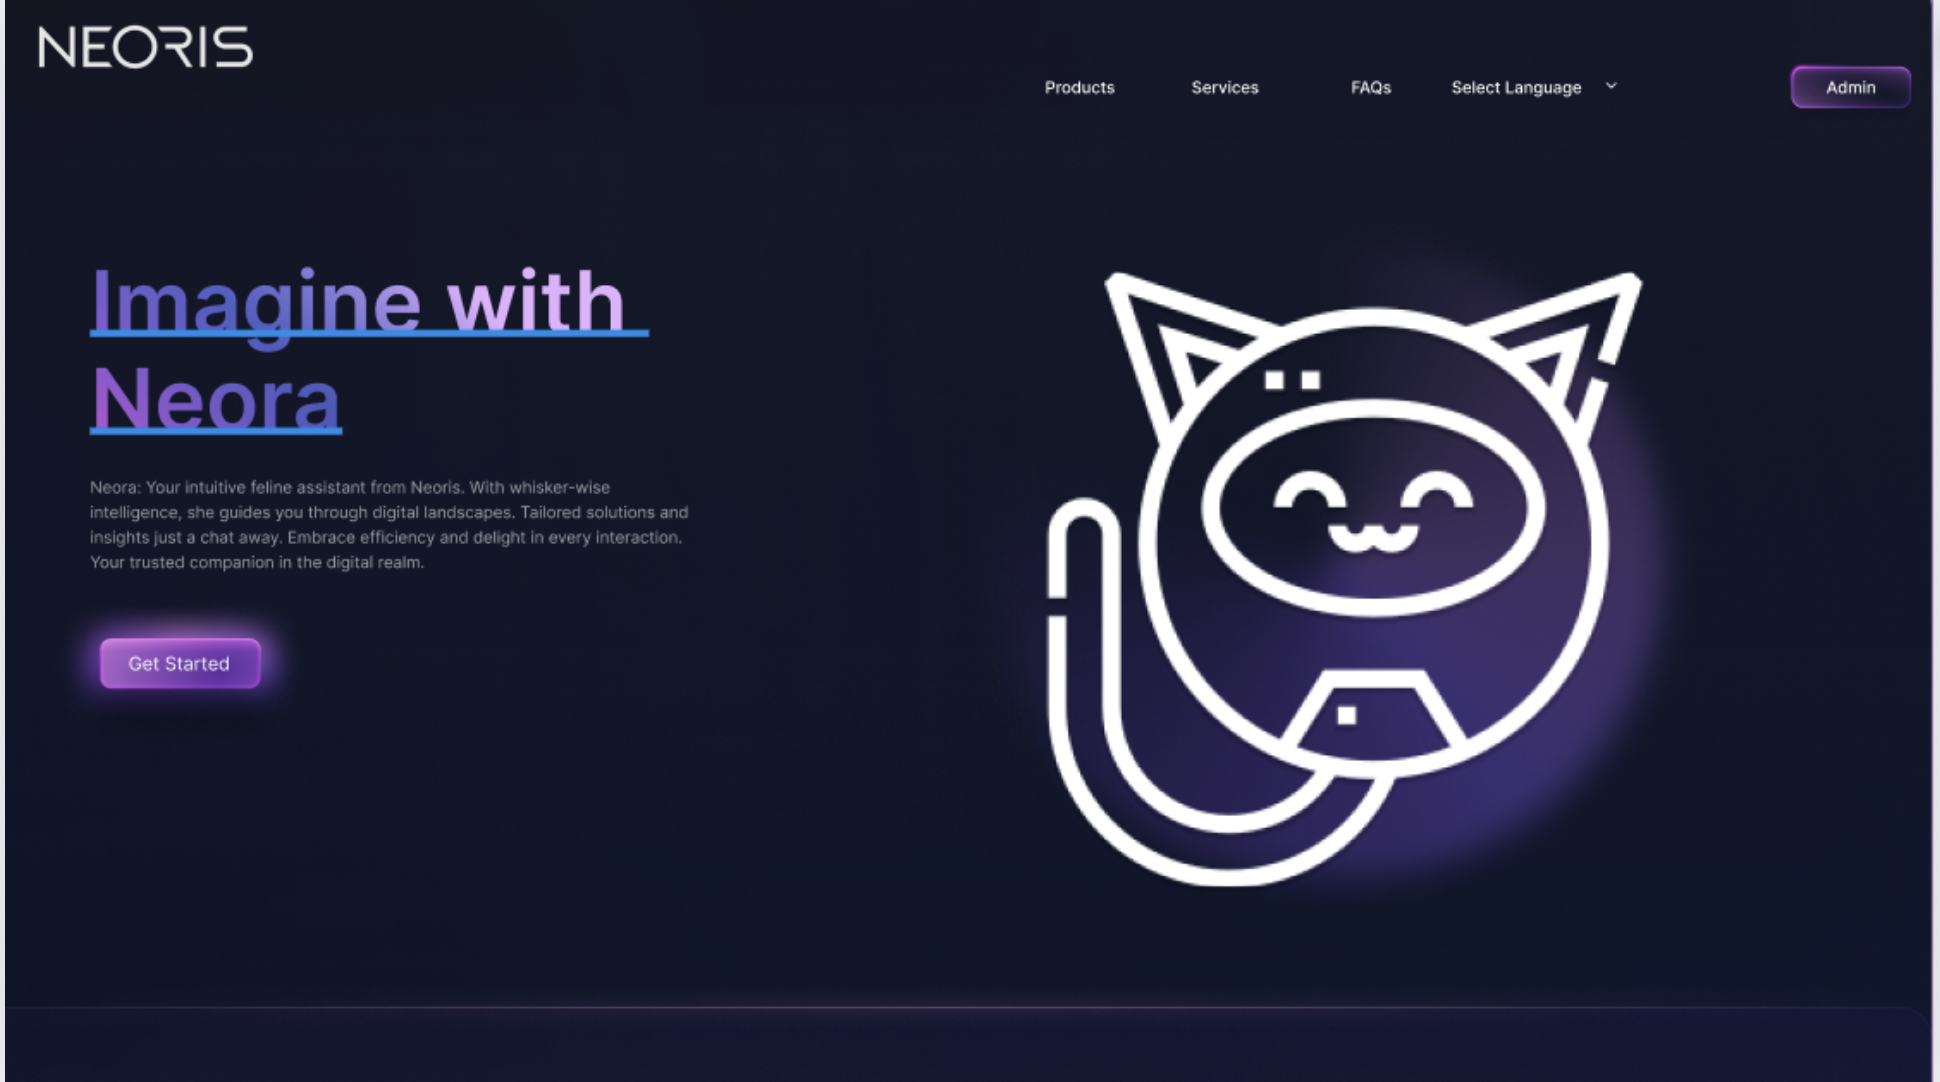 NEORIS
Products
Services
FAQs
Select Language
Admin
Imagine with
Neora
Neora: Your intuitive feline assistant from Neoris. With whisker-wise
intelligence, she guides you through digital landscapes. Tailored solutions and
insights just a chat away. Embrace efficiency and delight in every interaction.
Your trusted companion in the digital realm.
Get Started